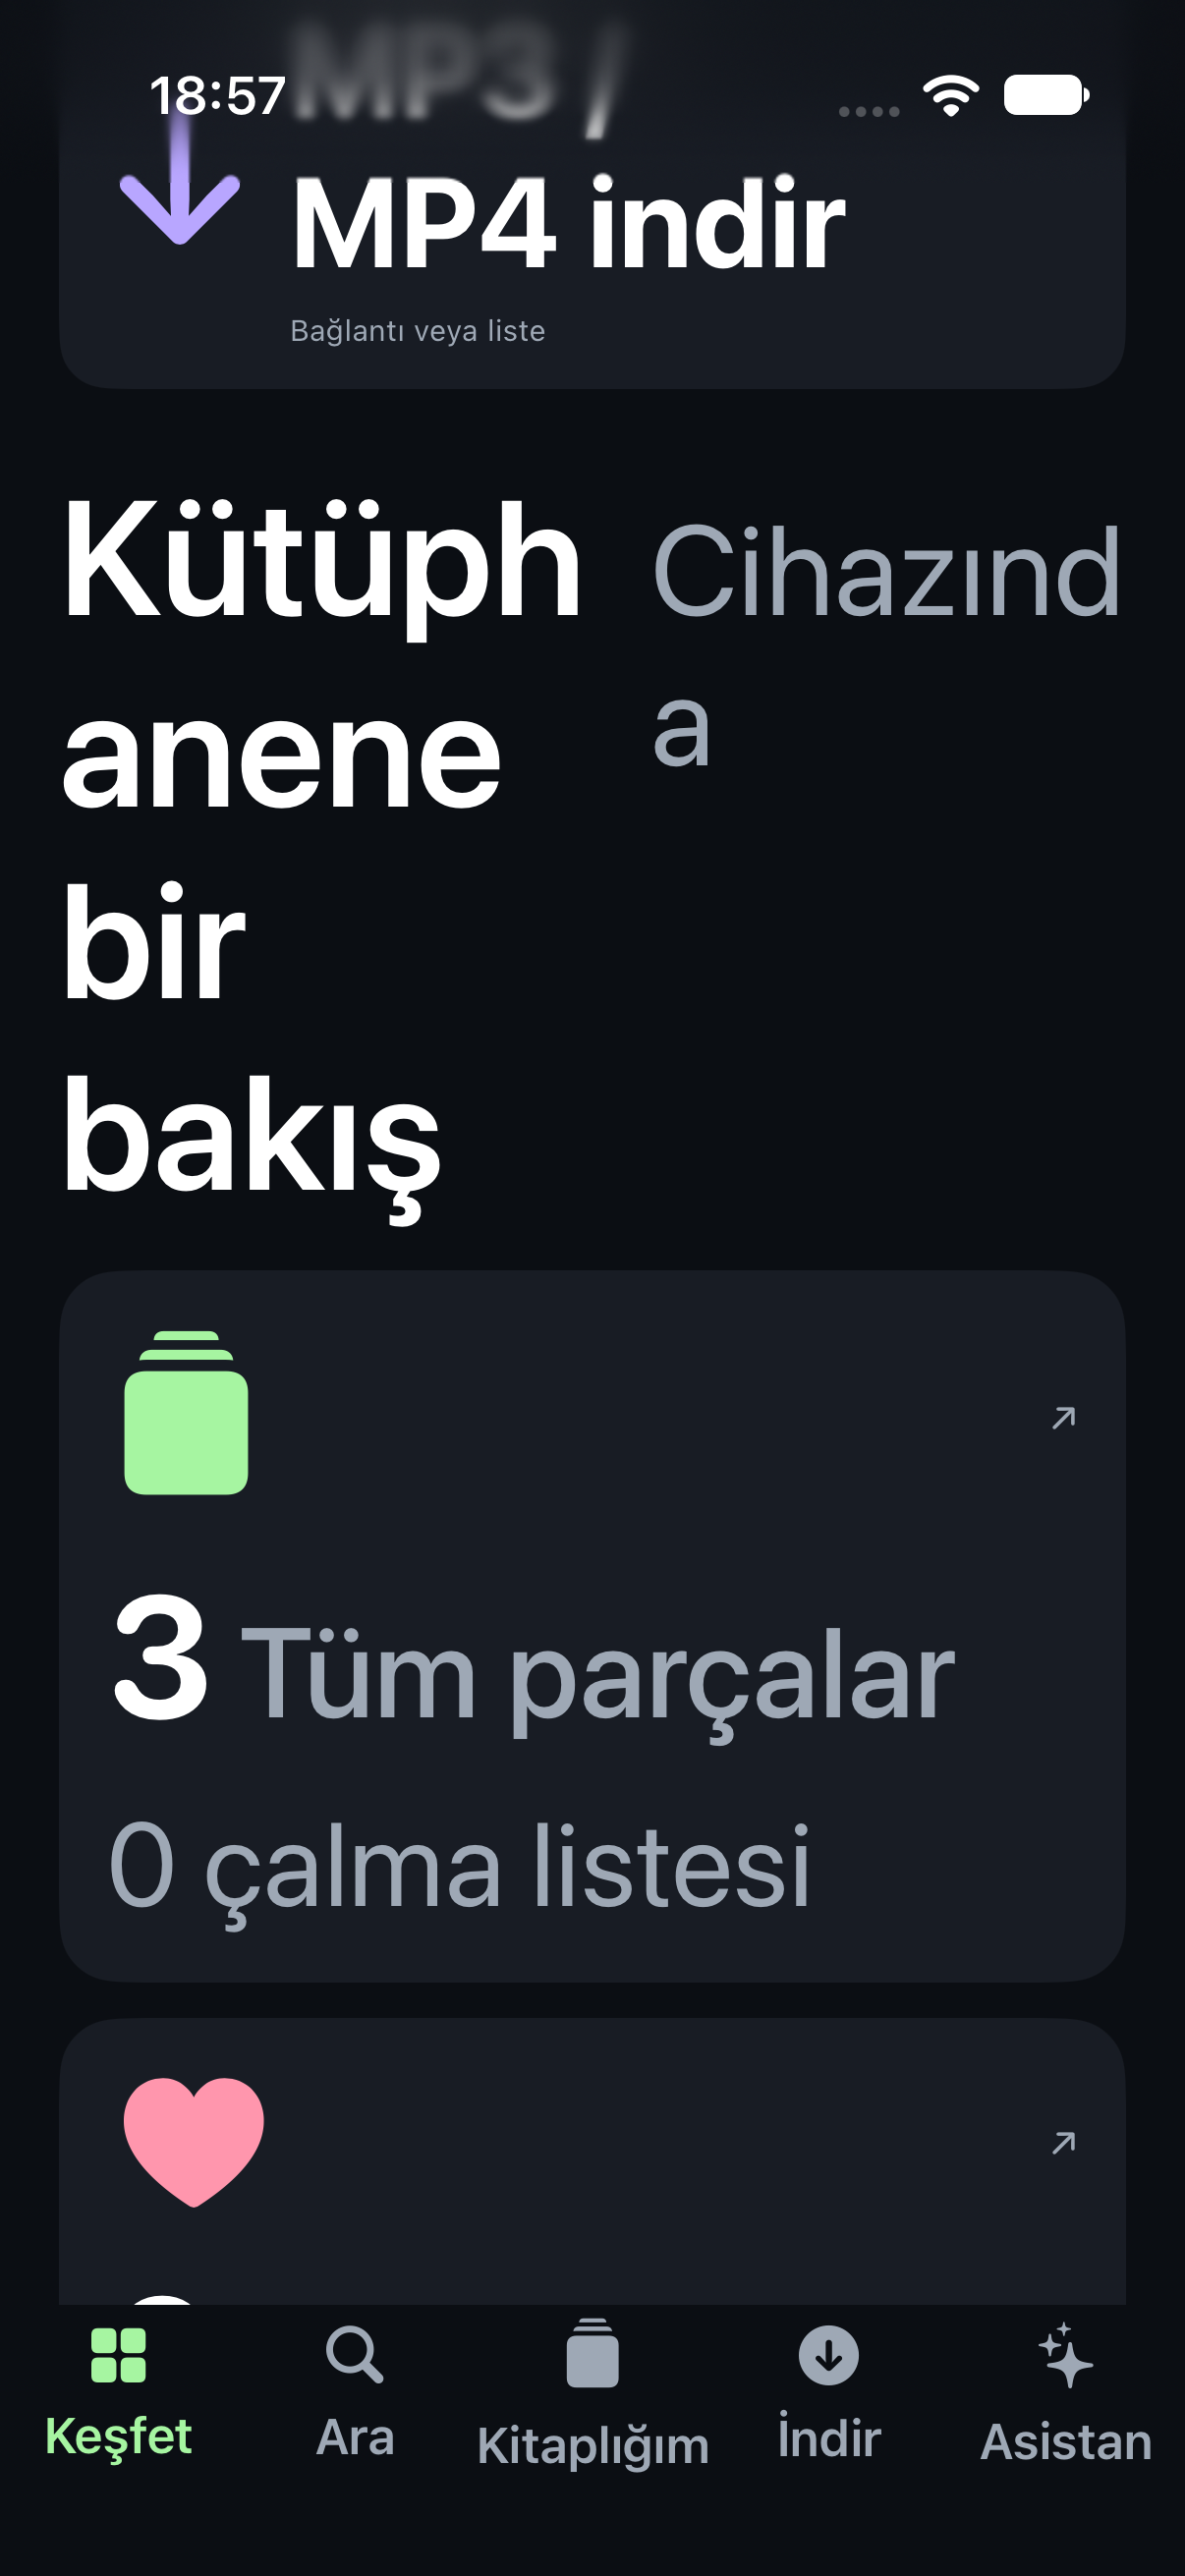 18:57
MP3 /
MP4 indir
Bağlantı veya liste
Kütüph
anene
bir
bakış
Cihazınd
a
3 Tüm parçalar
0 çalma listesi
Keşfet
Ara
Kitaplığım
İndir
Asistan